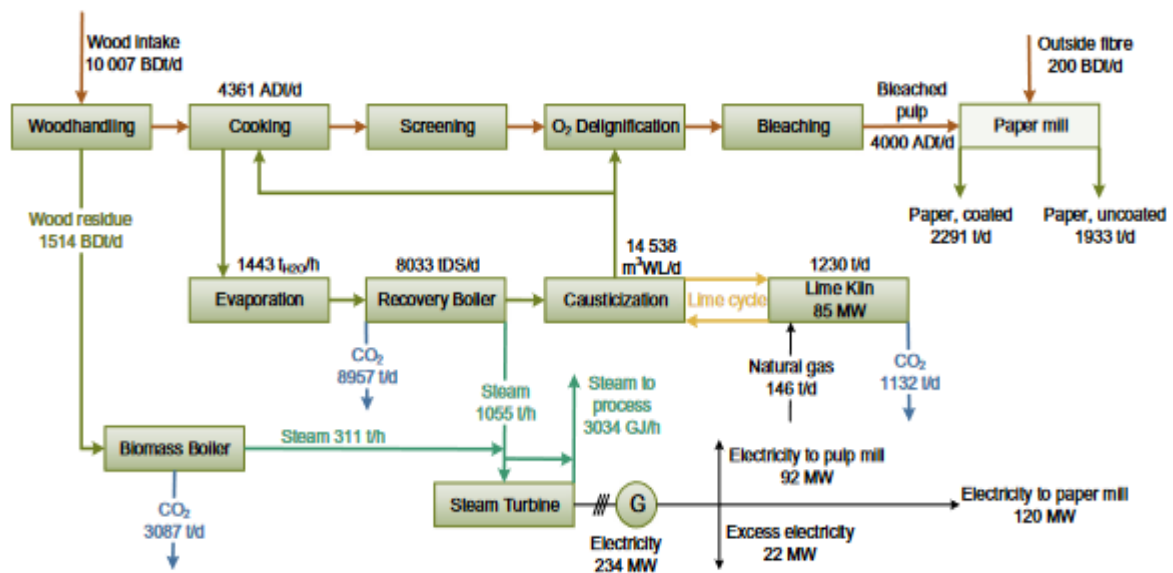 Wood intake
10 007 BDt/d
Outside fibre
200 BDt/d
4361 ADt/d
Bleached
pulp
Woodhandling
Cooking
Screening
O₂ Delignification
Bleaching
Paper mill
4000 ADt/d
Wood residue
1514 BDt/d
Paper, coated
2291 t/d
Paper, uncoated
1933 t/d
1443 tH2O/h
8033 tDS/d
14 538
m³WL/d
1230 t/d
Evaporation
Recovery Boiler
Causticization
Lime cycle
Lime Kiln
85 MW
CO₂
8957 t/d
Steam
1055 t/h
Steam to
process
3034 GJ/h
Natural gas
146 t/d
CO₂
1132 t/d
Biomass Boiler
Steam 311 t/h
CO₂
3087 t/d
Steam Turbine
G
Electricity
234 MW
Electricity to pulp mill
92 MW
Electricity to paper mill
120 MW
Excess electricity
22 MW